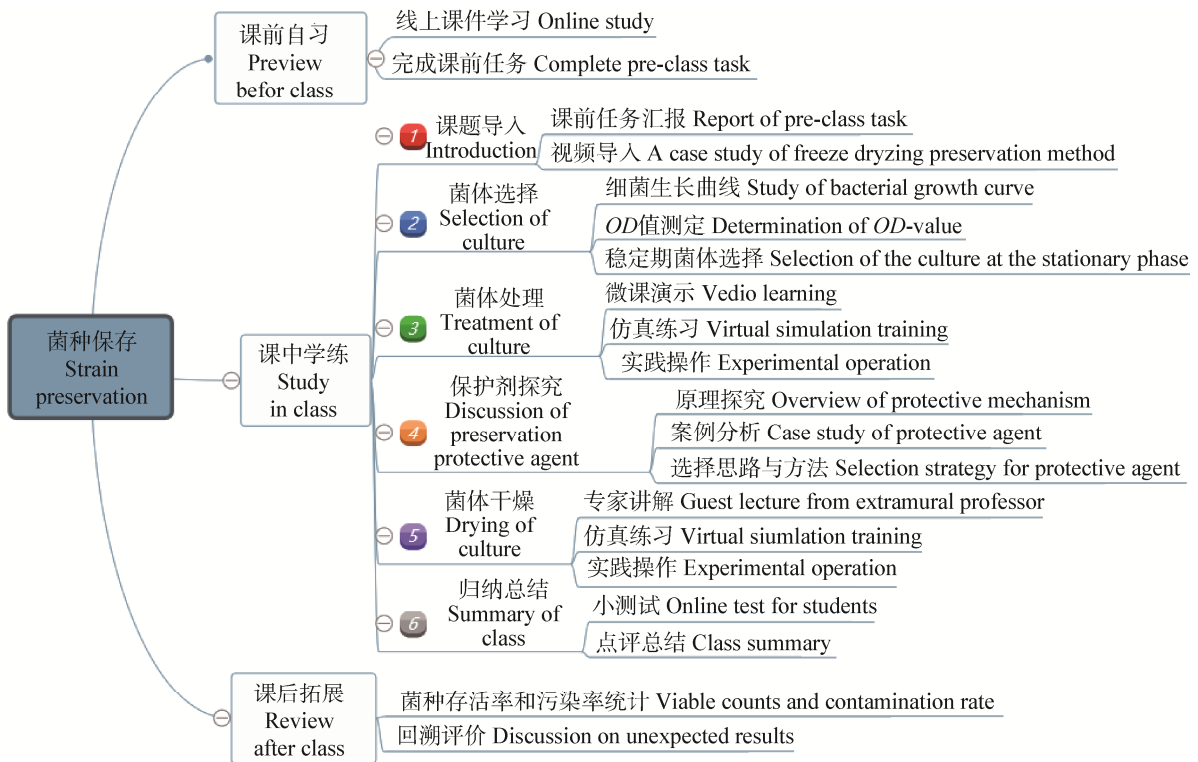 课前自习
Preview
befor class
线上课件学习 Online study
完成课前任务 Complete pre-class task
菌种保存
Strain
preservation
课中学练
Study
in class
1
课题导入
Introduction
课前任务汇报 Report of pre-class task
视频导入 A case study of freeze dryzing preservation method
2
菌体选择
Selection of
culture
细菌生长曲线 Study of bacterial growth curve
OD值测定 Determination of OD-value
稳定期菌体选择 Selection of the culture at the stationary phase
3
菌体处理
Treatment of
culture
微课演示 Vedio learning
仿真练习 Virtual simulation training
实践操作 Experimental operation
4
保护剂探究
Discussion of
preservation
protective agent
原理探究 Overview of protective mechanism
案例分析 Case study of protective agent
选择思路与方法 Selection strategy for protective agent
5
菌体干燥
Drying of
culture
专家讲解 Guest lecture from extramural professor
仿真练习 Virtual siumlation training
实践操作 Experimental operation
6
归纳总结
Summary of
class
小测试 Online test for students
点评总结 Class summary
课后拓展
Review
after class
菌种存活率和污染率统计 Viable counts and contamination rate
回溯评价 Discussion on unexpected results